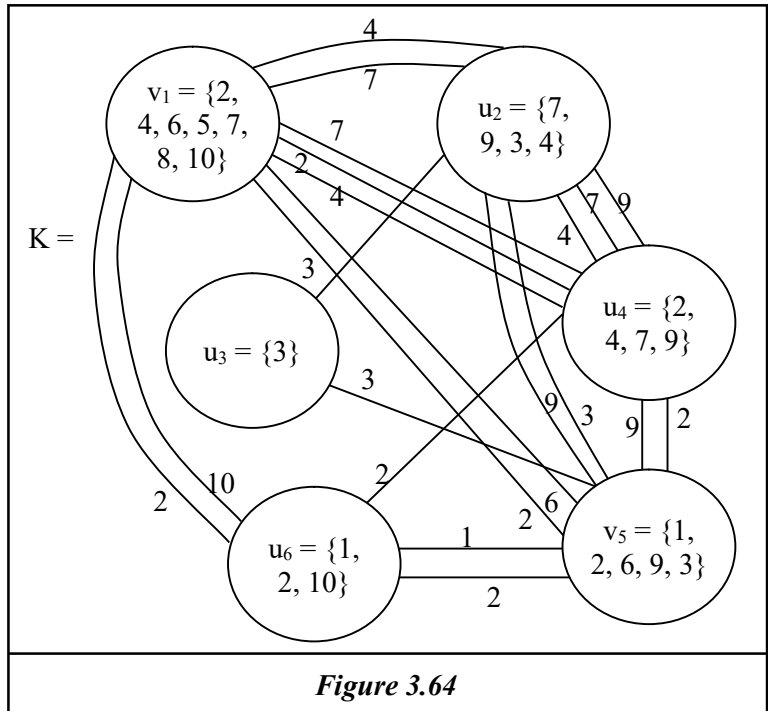 4
v₁ = {2,
4, 6, 5, 7,
8, 10}
7
u₂ = {7,
9, 3, 4}
7
2
4
7
9
4
K =
3
u₃ = {3}
u₄ = {2,
4, 7, 9}
3
9
3
9
2
10
2
2
6
2
1
u₆ = {1,
2, 10}
v₅ = {1,
2, 6, 9, 3}
2
Figure 3.64